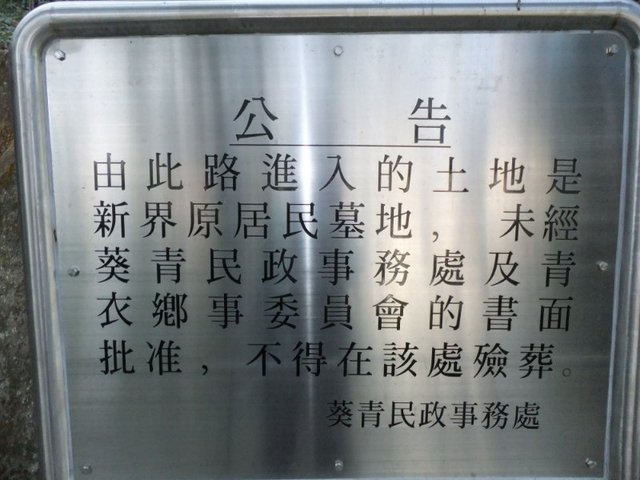 公告
由此路進入的土地是
新界原居民墓地，未經
葵青民政事務處及青
衣鄉事委員會的書面
批准，不得在該處殮葬。
葵青民政事務處